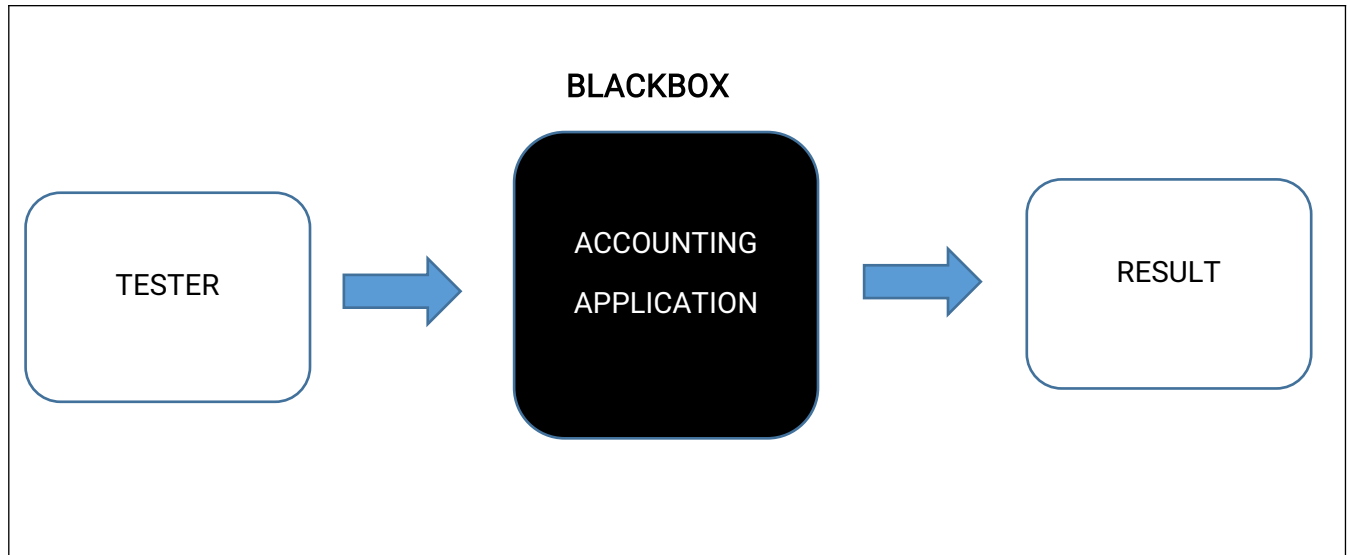 BLACKBOX
TESTER
ACCOUNTING
APPLICATION
RESULT